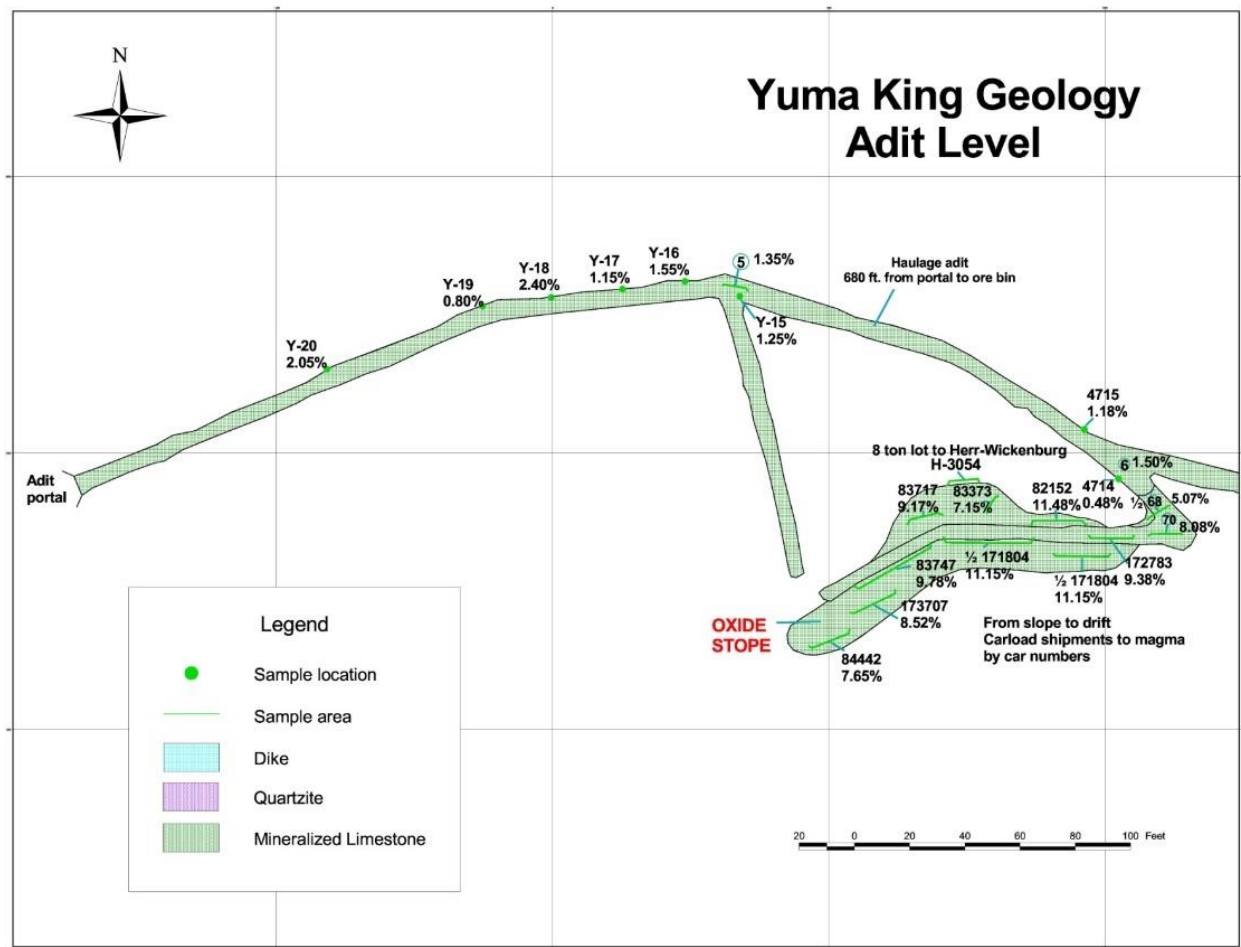 N
Yuma King Geology
Adit Level
Y-16
1.55%
5 1.35%
Y-17
1.15%
Y-18
2.40%
Y-19
0.80%
Haulage adit
680 ft. from portal to ore bin
Y-15
1.25%
Y-20
2.05%
4715
1.18%
8 ton lot to Herr-Wickenburg
H-3054
6 1.50%
Adit
portal
83717
9.17%
83373
7.15%
82152
11.48%
4714
0.48%
½ 68 5.07%
70 8.08%
83747
9.78%
½ 171804
11.15%
½ 171804
11.15%
172783
9.38%
173707
8.52%
OXIDE
STOPE
From slope to drift
Carload shipments to magma
by car numbers
84442
7.65%
Legend
Sample location
Sample area
Dike
Quartzite
Mineralized Limestone
20 0 20 40 60 80 100 Feet